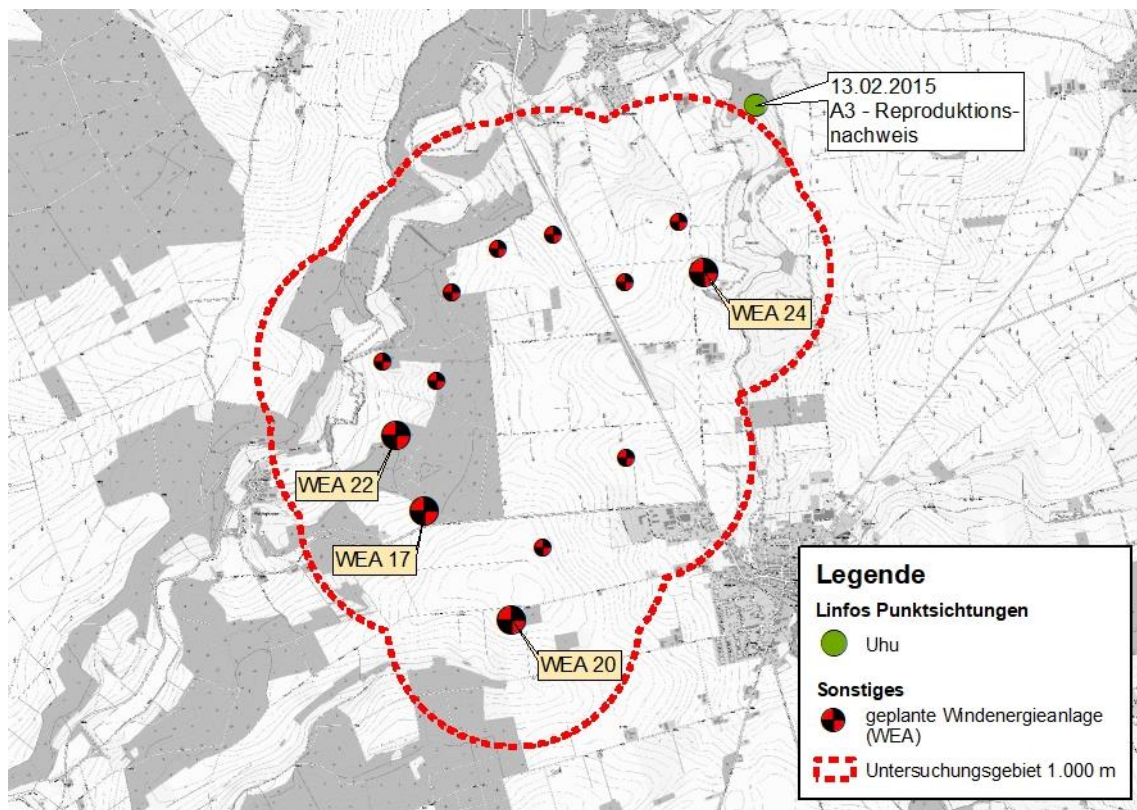 13.02.2015
A3 - Reproduktions-
nachweis
WEA 24
WEA 22
WEA 17
WEA 20
Legende
Linfos Punktsichtungen
Uhu
Sonstiges
geplante Windenergieanlage
(WEA)
Untersuchungsgebiet 1.000 m